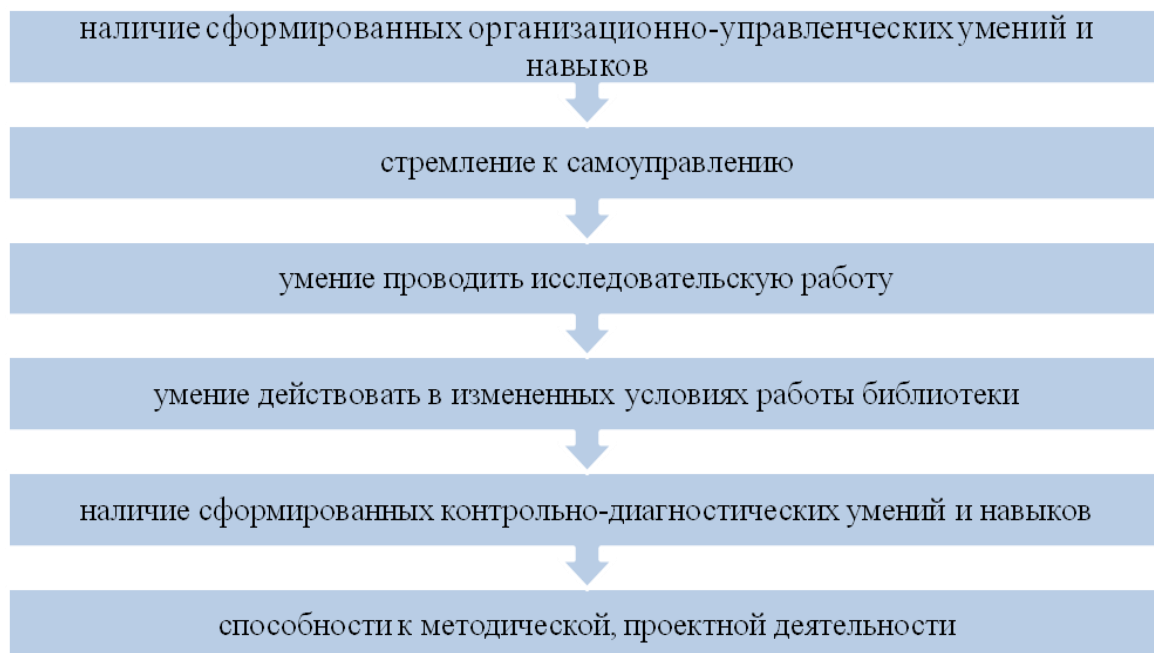 наличие сформированных организационно-управленческих умений и
навыков
стремление к самоуправлению
умение проводить исследовательскую работу
умение действовать в измененных условиях работы библиотеки
наличие сформированных контрольно-диагностических умений и навыков
способности к методической, проектной деятельности